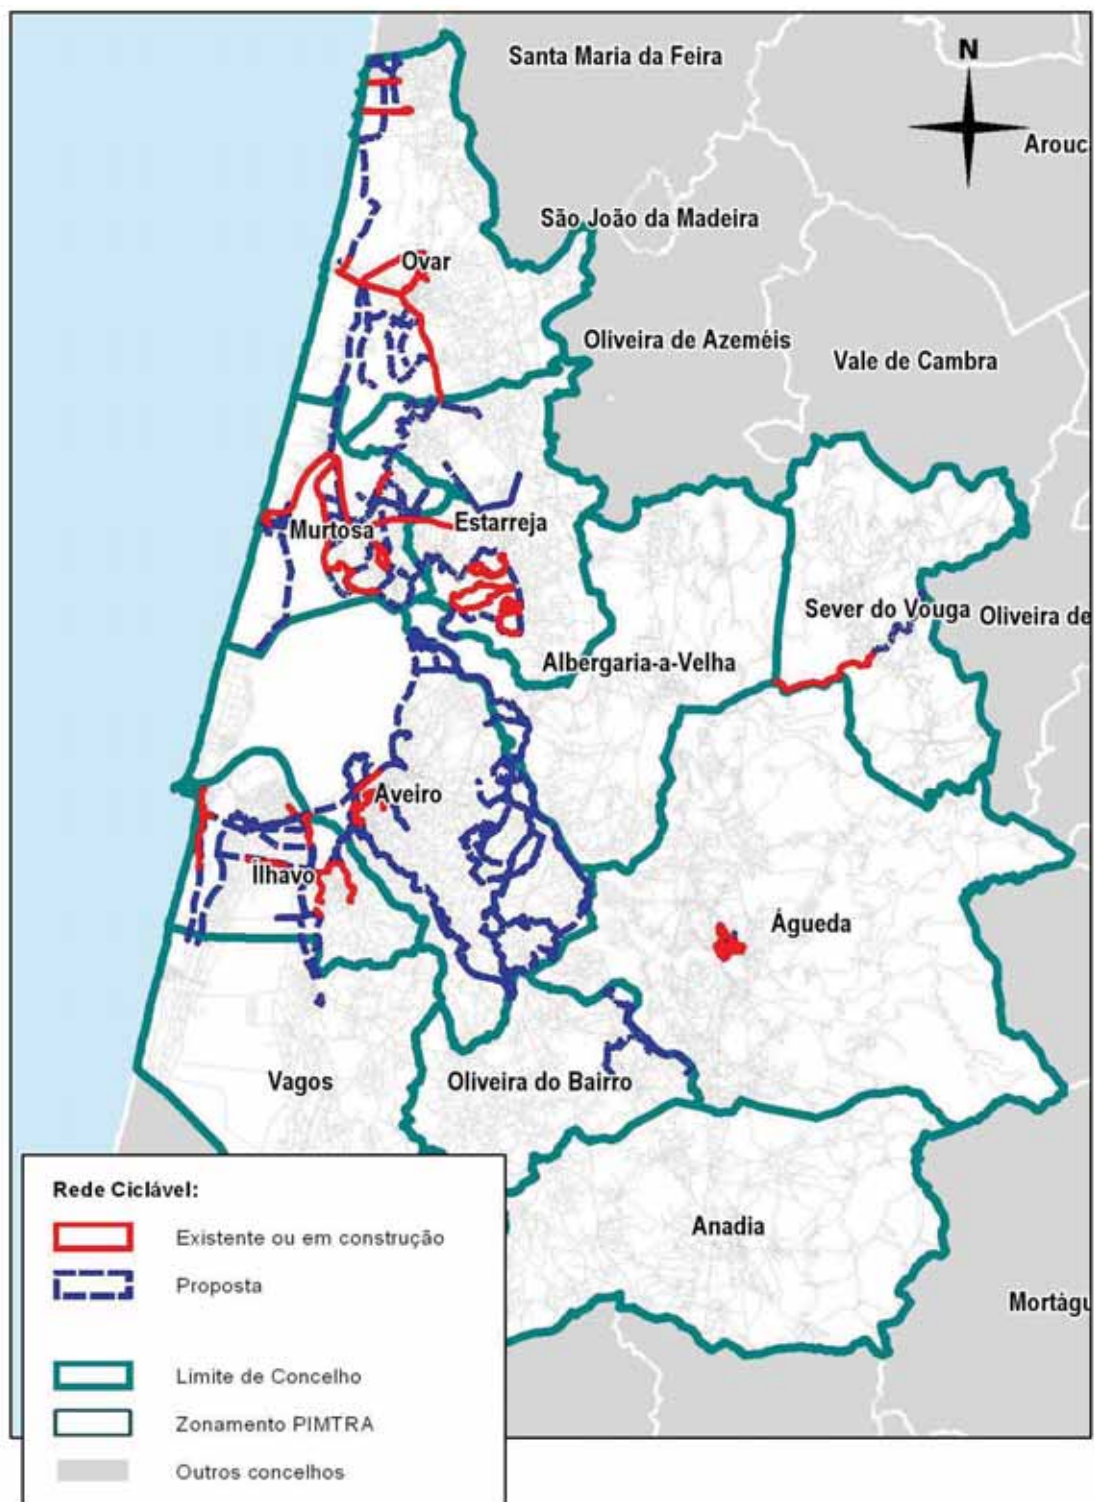 Santa Maria da Feira
N
Arouc
São João da Madeira
Ovar
Oliveira de Azeméis
Vale de Cambra
Murtosa
Estarreja
Sever do Vouga
Oliveira de
Albergaria-a-Velha
Aveiro
Ílhavo
Águeda
Vagos
Oliveira do Bairro
Anadia
Mortágu
Rede Ciclável:
Existente ou em construção
Proposta
Limite de Concelho
Zonamento PIMTRA
Outros concelhos